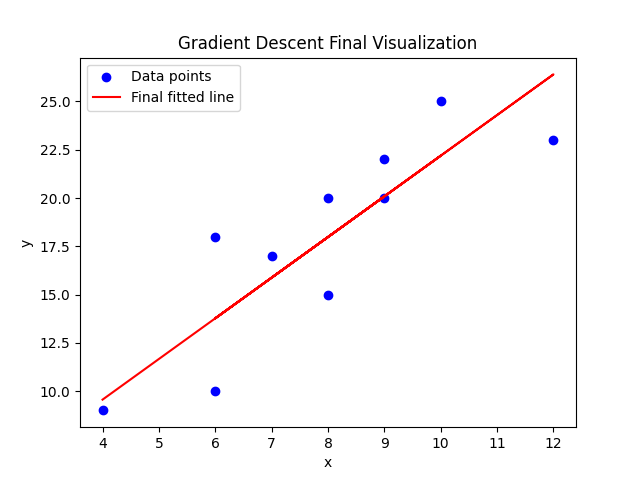 Gradient Descent Final Visualization
Data points
Final fitted line
25.0
22.5
20.0
17.5
15.0
12.5
10.0
y
4 5 6 7 8 9 10 11 12
x